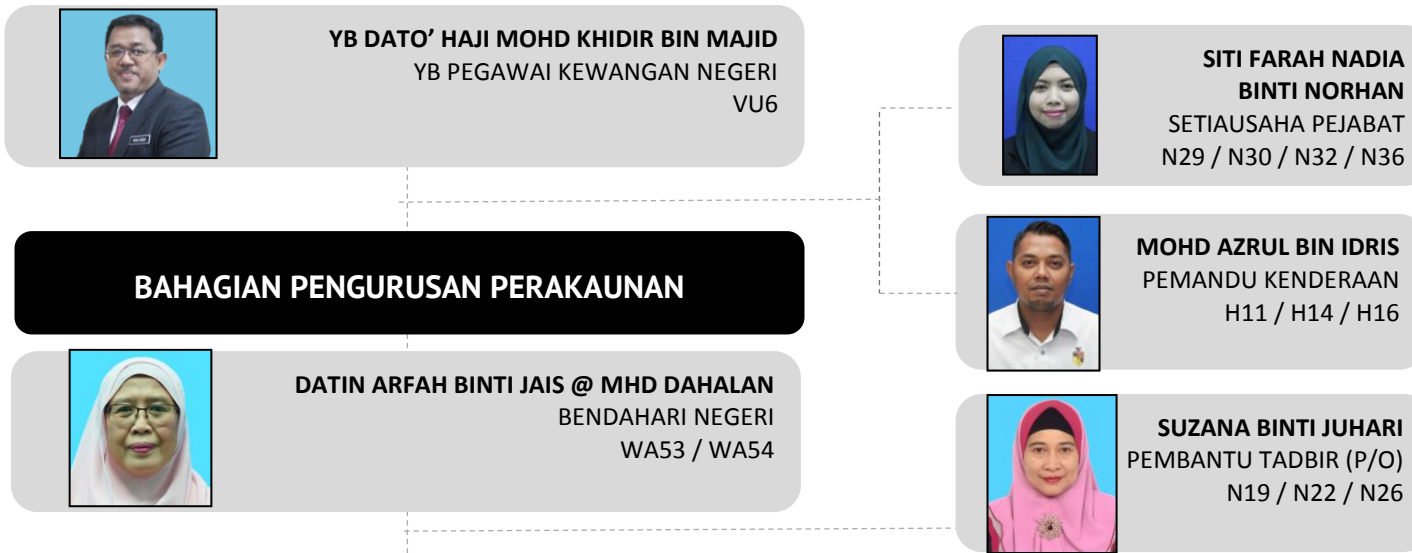 YB DATO’ HAJI MOHD KHIDIR BIN MAJID
YB PEGAWAI KEWANGAN NEGERI
VU6
SITI FARAH NADIA
BINTI NORHAN
SETIAUSAHA PEJABAT
N29 / N30 / N32 / N36
BAHAGIAN PENGURUSAN PERAKAUNAN
MOHD AZRUL BIN IDRIS
PEMANDU KENDERAAN
H11 / H14 / H16
DATIN ARFAH BINTI JAIS @ MHD DAHALAN
BENDAHARI NEGERI
WA53 / WA54
SUZANA BINTI JUHARI
PEMBANTU TADBIR (P/O)
N19 / N22 / N26